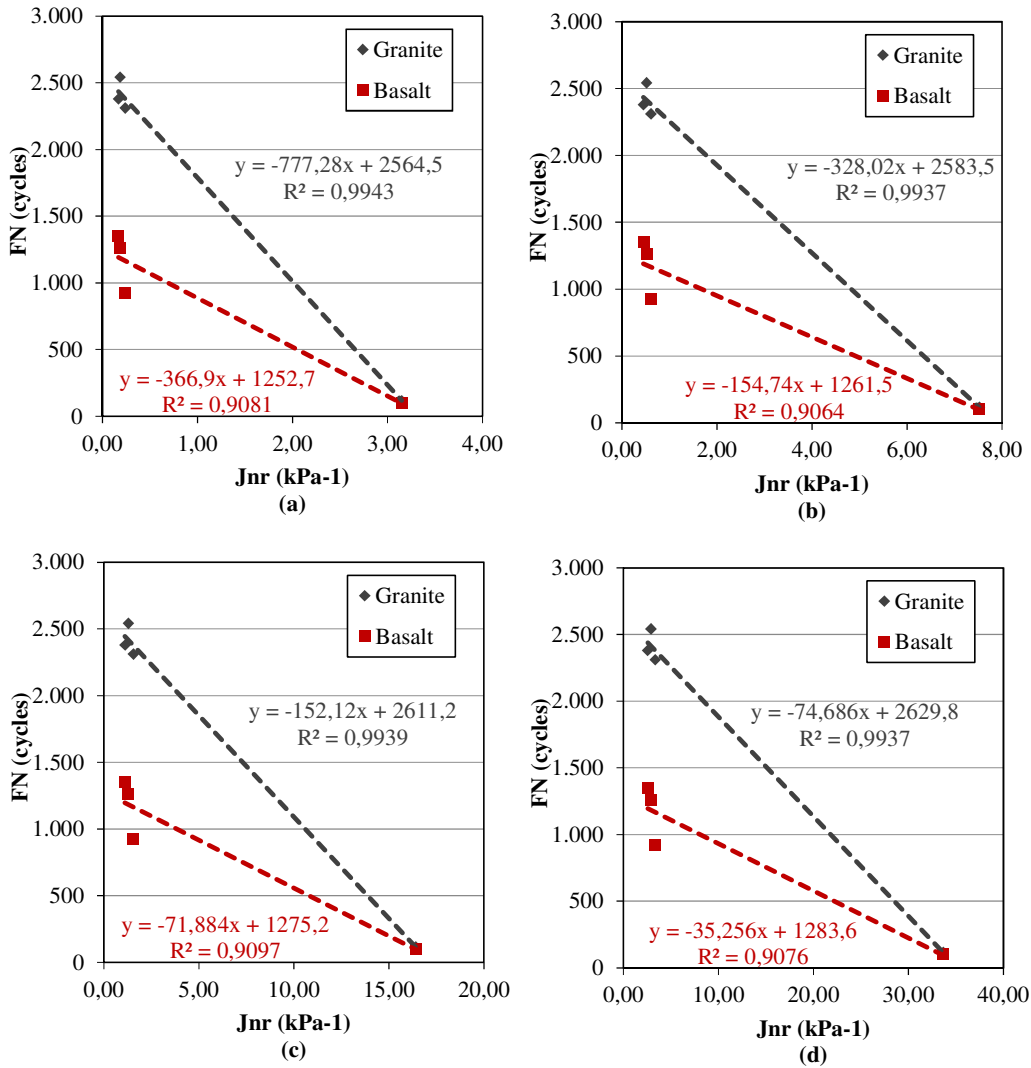 3.000
2.500
2.000
1.500
1.000
500
0
FN (cycles)
Granite
Basalt
y = -777,28x + 2564,5
R² = 0,9943
y = -366,9x + 1252,7
R² = 0,9081
0,00 1,00 2,00 3,00 4,00
Jnr (kPa-1)
(a)
3.000
2.500
2.000
1.500
1.000
500
0
FN (cycles)
Granite
Basalt
y = -328,02x + 2583,5
R² = 0,9937
y = -154,74x + 1261,5
R² = 0,9064
0,00 2,00 4,00 6,00 8,00
Jnr (kPa-1)
(b)
3.000
2.500
2.000
1.500
1.000
500
0
FN (cycles)
Granite
Basalt
y = -152,12x + 2611,2
R² = 0,9939
y = -71,884x + 1275,2
R² = 0,9097
0,00 5,00 10,00 15,00 20,00
Jnr (kPa-1)
(c)
3.000
2.500
2.000
1.500
1.000
500
0
FN (cycles)
Granite
Basalt
y = -74,686x + 2629,8
R² = 0,9937
y = -35,256x + 1283,6
R² = 0,9076
0,00 10,00 20,00 30,00 40,00
Jnr (kPa-1)
(d)